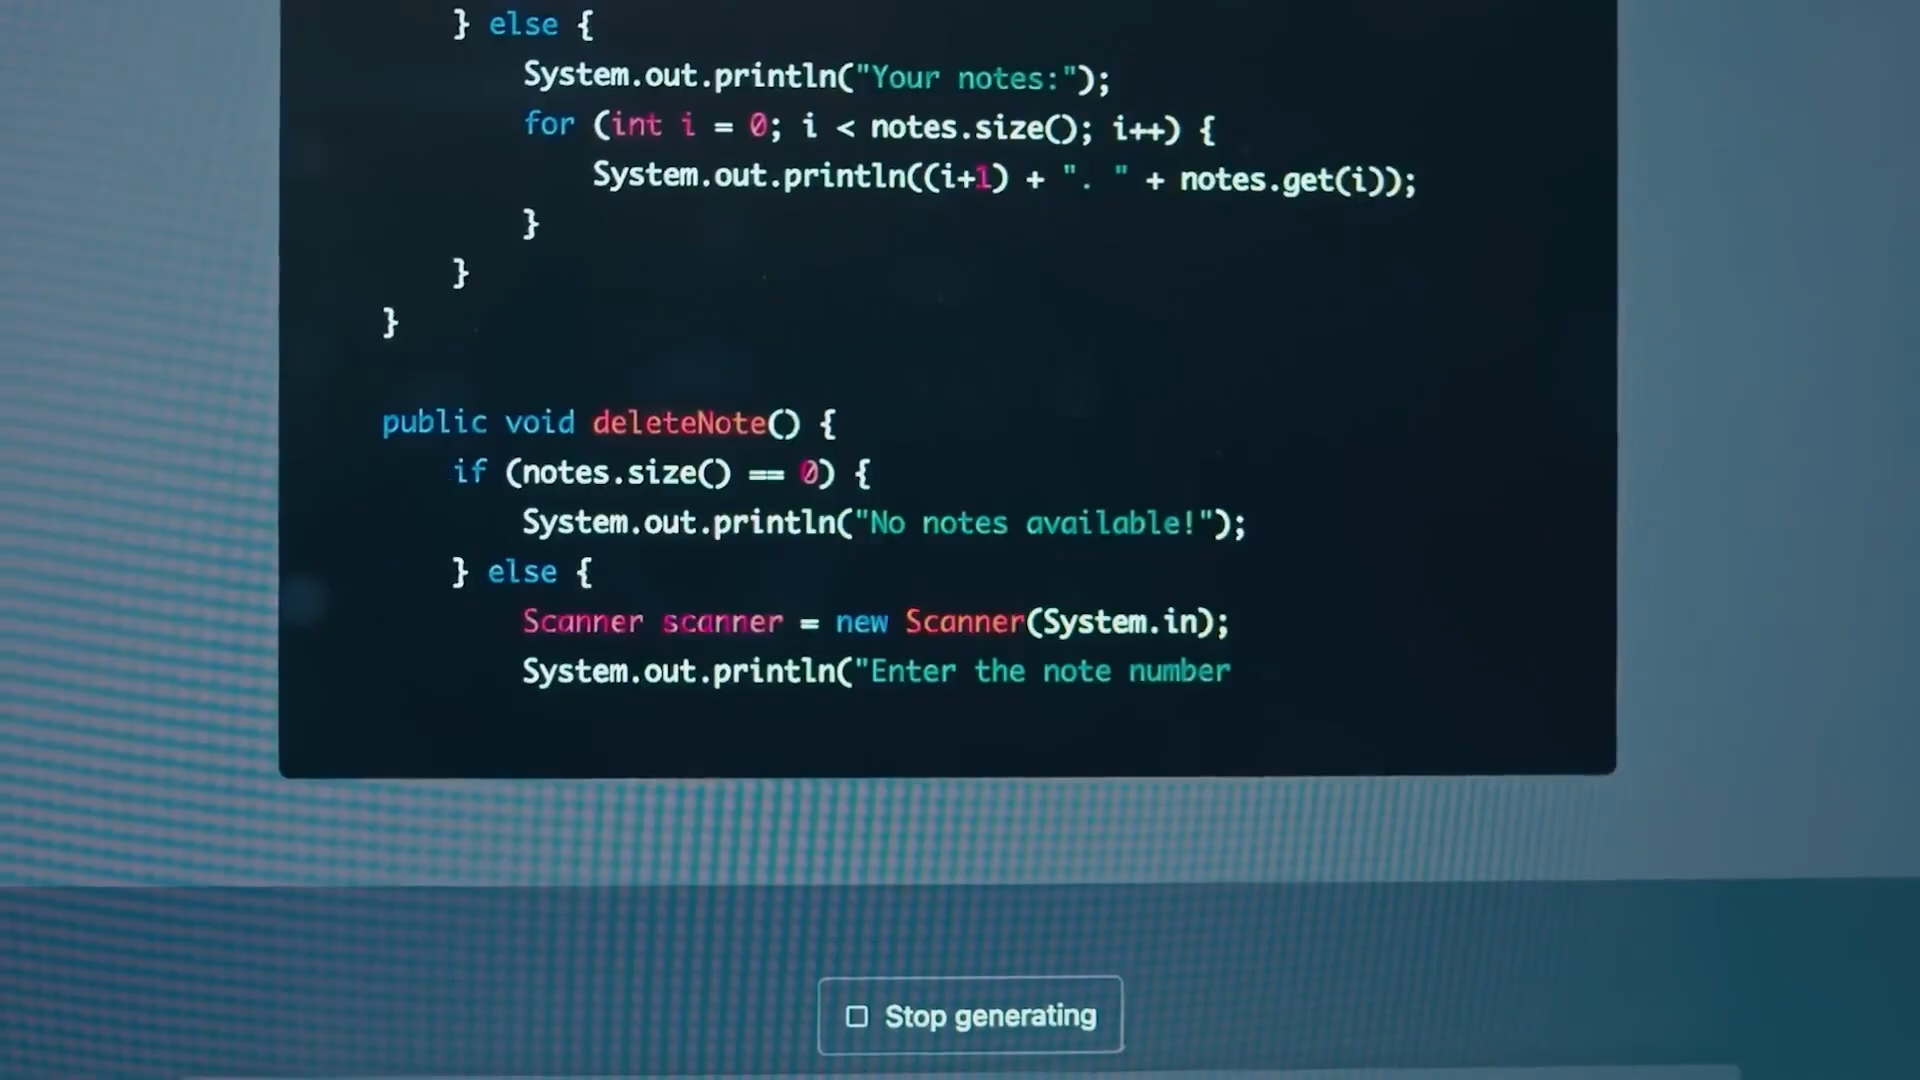 } else {
System.out.println("Your notes:");
for (int i = 0; i < notes.size(); i++) {
System.out.println((i+1) + ". " + notes.get(i));
}
}
}
public void deleteNote() {
if (notes.size() == 0) {
System.out.println("No notes available!");
} else {
Scanner scanner = new Scanner(System.in);
System.out.println("Enter the note number
Stop generating